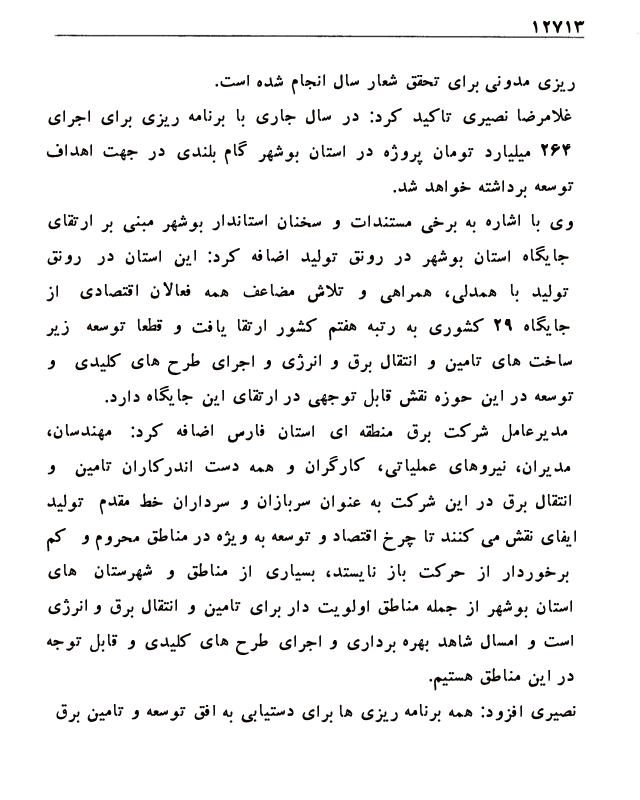 ۱۲۷۱۳
ریزی مدونی برای تحقق شعار سال انجام شده است.
غلامرضا نصیری تاکید کرد: در سال جاری با برنامه ریزی برای اجرای
۲۶۴ میلیارد تومان پروژه در استان بوشهر گام بلندی در جهت اهداف
توسعه برداشته خواهد شد.
وی با اشاره به برخی مستندات و سخنان استاندار بوشهر مبنی بر ارتقای
جایگاه استان بوشهر در رونق تولید اضافه کرد: این استان در رونق
تولید با همدلی، همراهی و تلاش مضاعف همه فعالان اقتصادی از
جایگاه ۲۹ کشوری به رتبه هفتم کشور ارتقا یافت و قطعا توسعه زیر
ساخت های تامین و انتقال برق و انرژی و اجرای طرح های کلیدی و
توسعه در این حوزه نقش قابل توجهی در ارتقای این جایگاه دارد.
مدیرعامل شرکت برق منطقه ای استان فارس اضافه کرد: مهندسان،
مدیران، نیروهای عملیاتی، کارگران و همه دست اندرکاران تامین و
انتقال برق در این شرکت به عنوان سربازان و سرداران خط مقدم تولید
ایفای نقش می کنند تا چرخ اقتصاد و توسعه به ویژه در مناطق محروم و کم
برخوردار از حرکت باز نایستد، بسیاری از مناطق و شهرستان های
استان بوشهر از جمله مناطق اولویت دار برای تامین و انتقال برق و انرژی
است و امسال شاهد بهره برداری و اجرای طرح های کلیدی و قابل توجه
در این مناطق هستیم.
نصیری افزود: همه برنامه ریزی ها برای دستیابی به افق توسعه و تامین برق